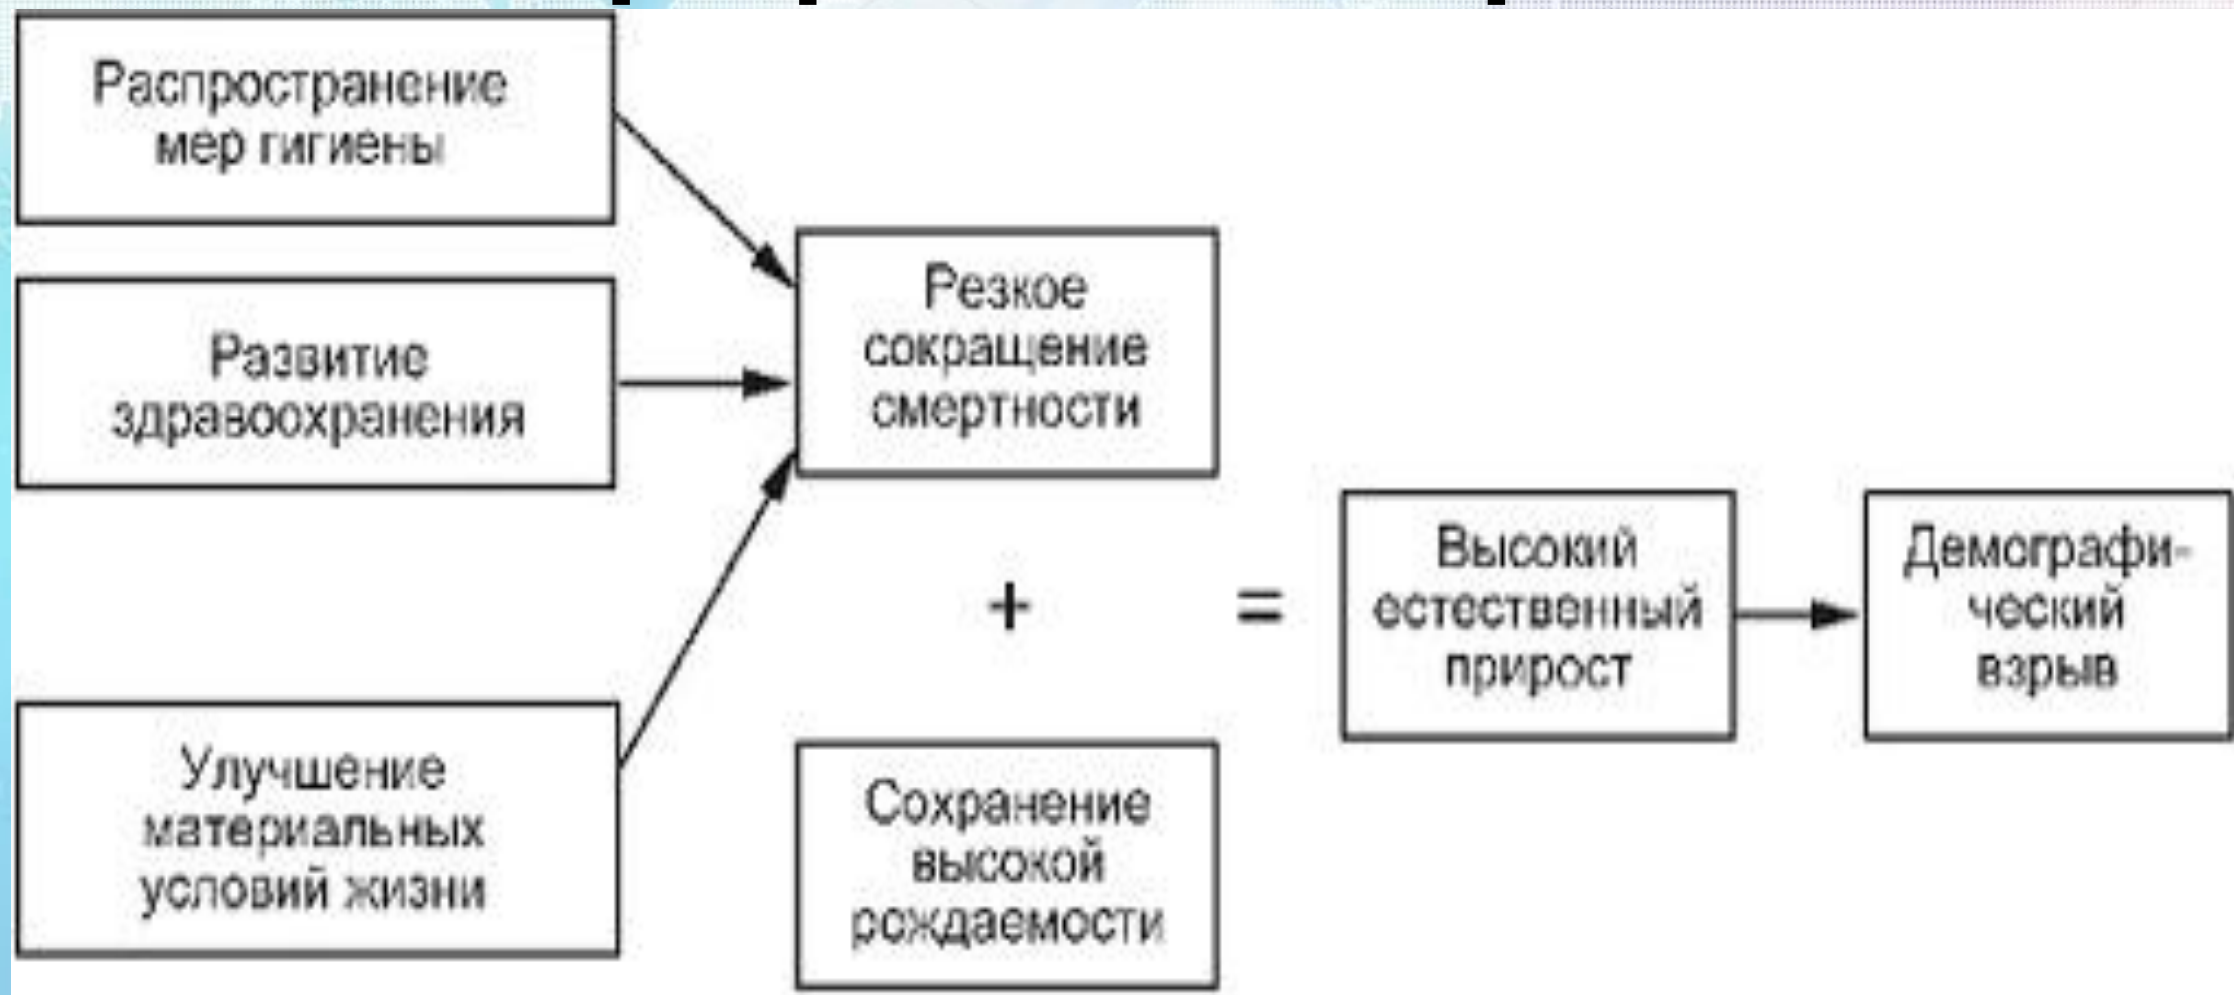 Распространение
мер гигиены
Развитие
здравоохранения
Улучшение
материальных
условий жизни
Резкое
сокращение
смертности
+
Сохранение
высокой
рождаемости
=
Высокий
естественный
прирост
Демографи-
ческий
взрыв